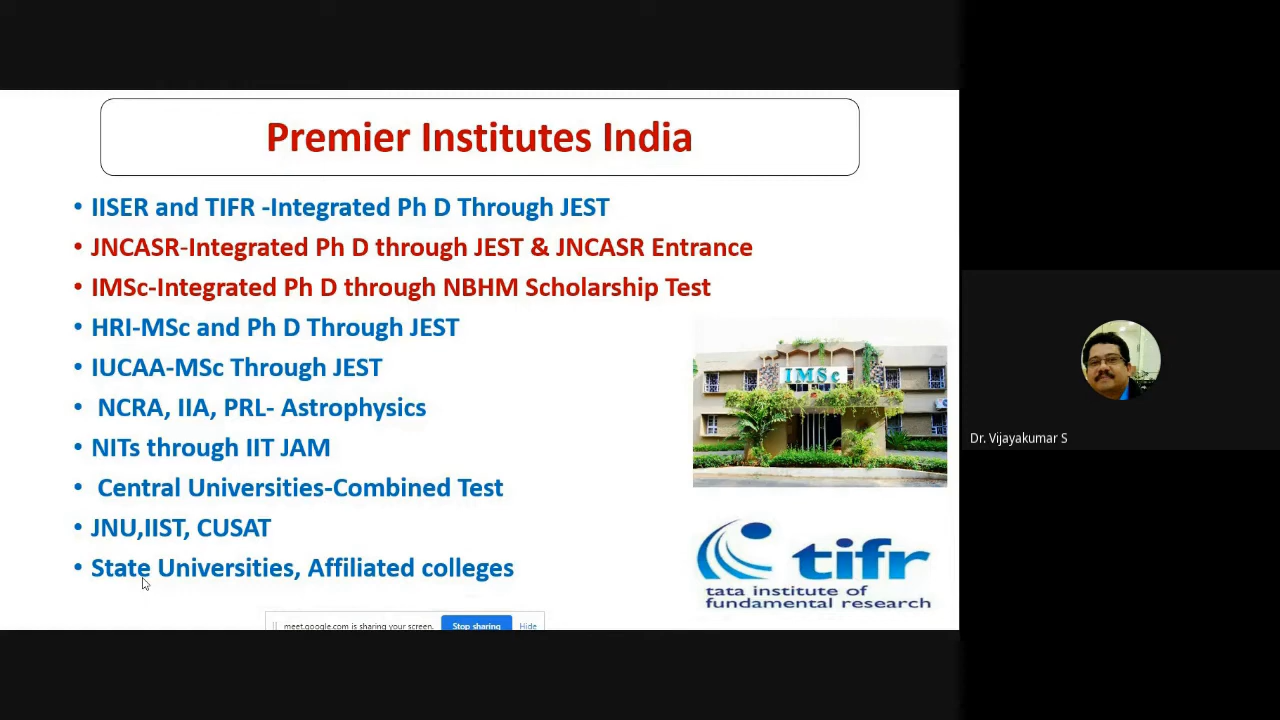 Premier Institutes India
• IISER and TIFR -Integrated Ph D Through JEST
• JNCASR-Integrated Ph D through JEST & JNCASR Entrance
• IMSc-Integrated Ph D through NBHM Scholarship Test
• HRI-MSc and Ph D Through JEST
• IUCAA-MSc Through JEST
• NCRA, IIA, PRL- Astrophysics
• NITs through IIT JAM
• Central Universities-Combined Test
• JNU,IIST, CUSAT
• State Universities, Affiliated colleges
IMSc
tifr
tata institute of
fundamental research
meet.google.com is sharing your screen. Stop sharing Hide
Dr. Vijayakumar S